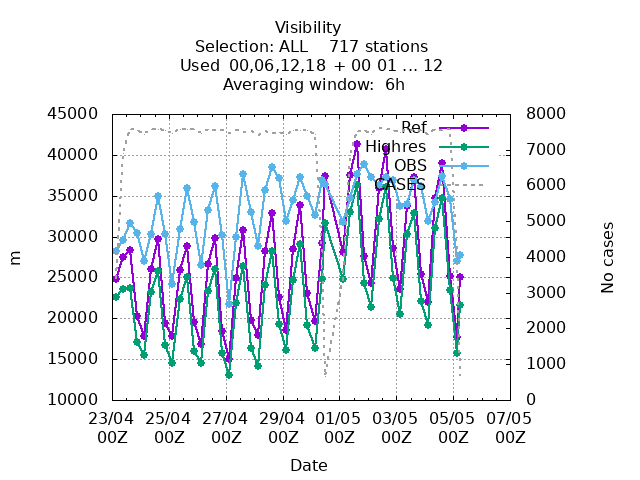 Visibility
Selection: ALL    717 stations
Used  00,06,12,18 + 00 01 ... 12
Averaging window:  6h
45000
40000
35000
30000
25000
20000
15000
10000
m
8000
7000
6000
5000
4000
3000
2000
1000
0
No cases
Ref
Highres
OBS
CASES
23/04 25/04 27/04 29/04 01/05 03/05 05/05 07/05
00Z 00Z 00Z 00Z 00Z 00Z 00Z 00Z
Date